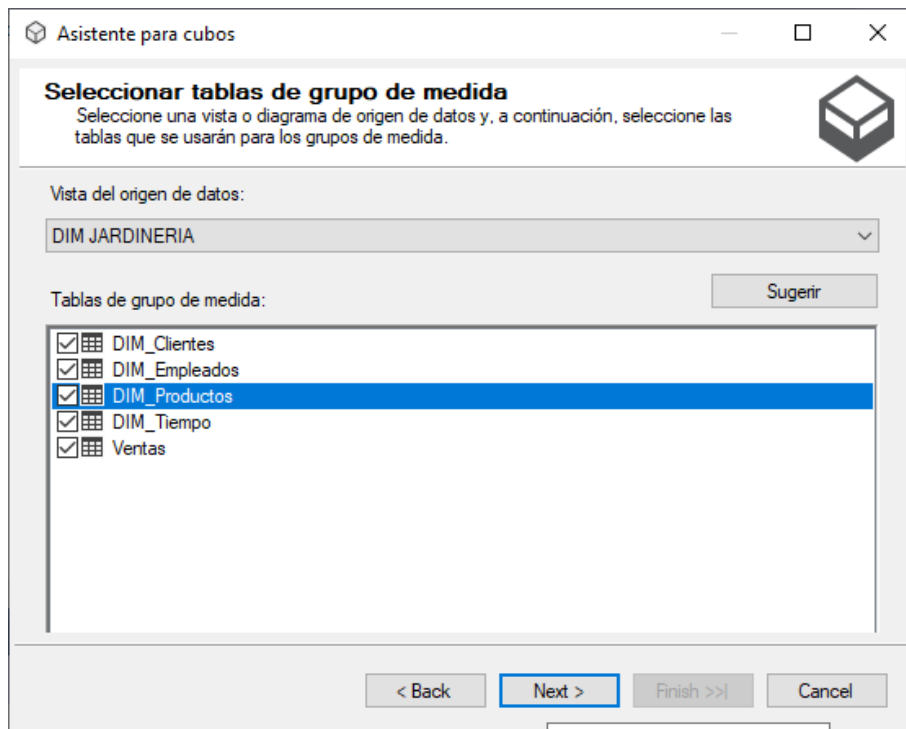 Asistente para cubos
Seleccionar tablas de grupo de medida
Seleccione una vista o diagrama de origen de datos y, a continuación, seleccione las
tablas que se usarán para los grupos de medida.
Vista del origen de datos:
DIM JARDINERIA
Sugerir
Tablas de grupo de medida:
DIM_Clientes
DIM_Empleados
DIM_Productos
DIM_Tiempo
Ventas
< Back
Next >
Finish >>|
Cancel